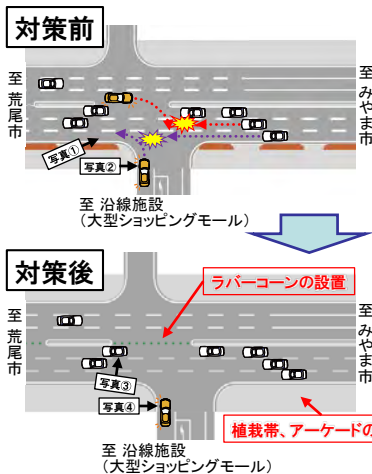 対策前
至 荒尾市
至 みやま市
写真①
写真②
至 沿線施設
（大型ショッピングモール）
対策後
ラバーコーンの設置
至 荒尾市
至 みやま市
写真③
写真④
植栽帯、アーケードの
至 沿線施設
（大型ショッピングモール）